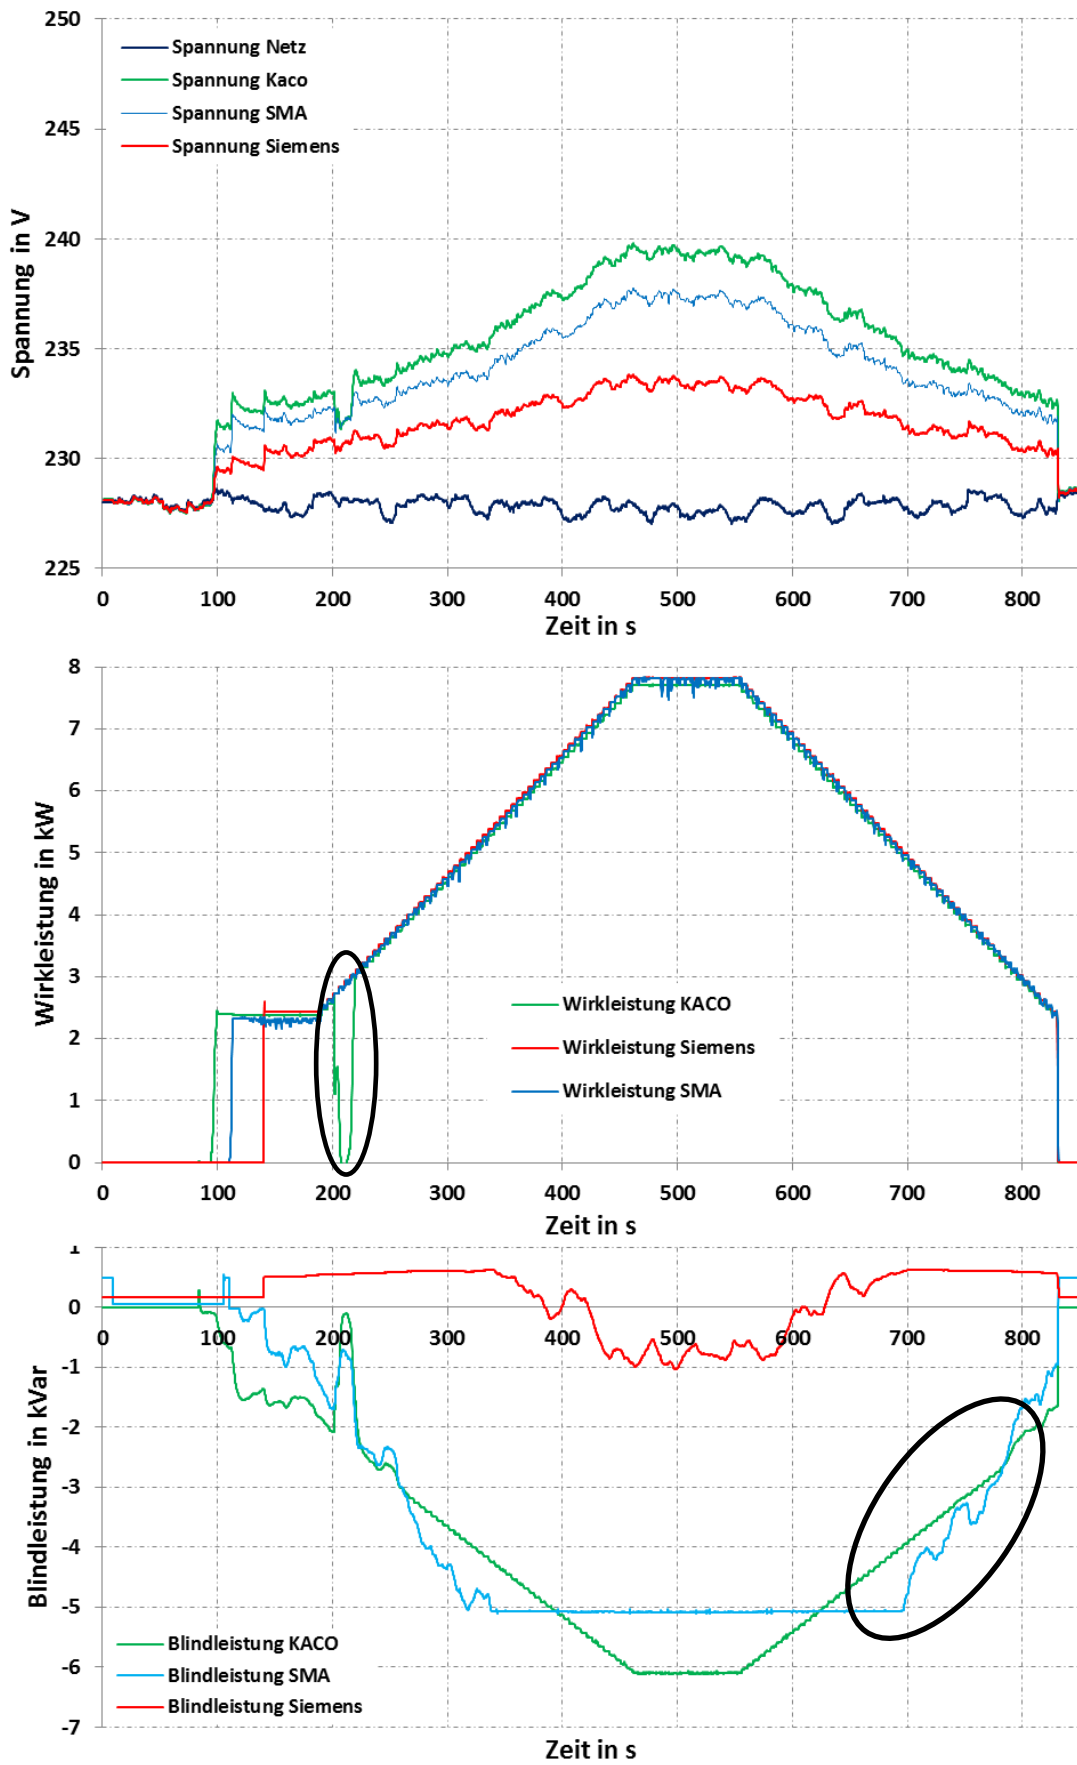 250
Spannung Netz
Spannung Kaco
Spannung SMA
Spannung Siemens
245
240
235
230
225
Spannung in V
0 100 200 300 400 500 600 700 800
Zeit in s
8
7
6
5
4
3
2
1
0
Wirkleistung in kW
Wirkleistung KACO
Wirkleistung Siemens
Wirkleistung SMA
0 100 200 300 400 500 600 700 800
Zeit in s
1
0
0 100 200 300 400 500 600 700 800
-1
-2
-3
-4
-5
-6
-7
Blindleistung in kVar
Blindleistung KACO
Blindleistung SMA
Blindleistung Siemens
Zeit in s